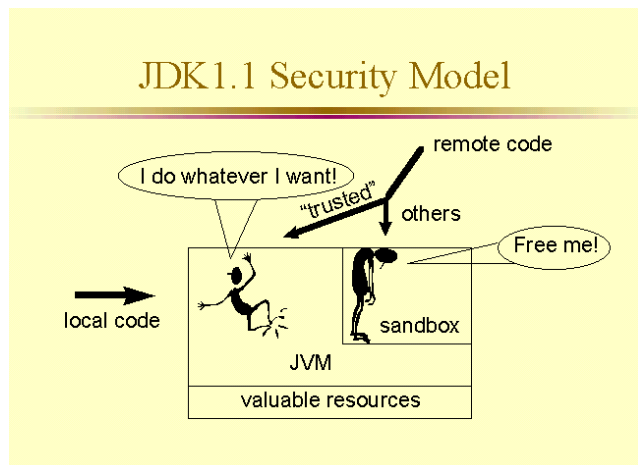 JDK1.1 Security Model
remote code
I do whatever I want!
"trusted"
others
Free me!
local code
sandbox
JVM
valuable resources